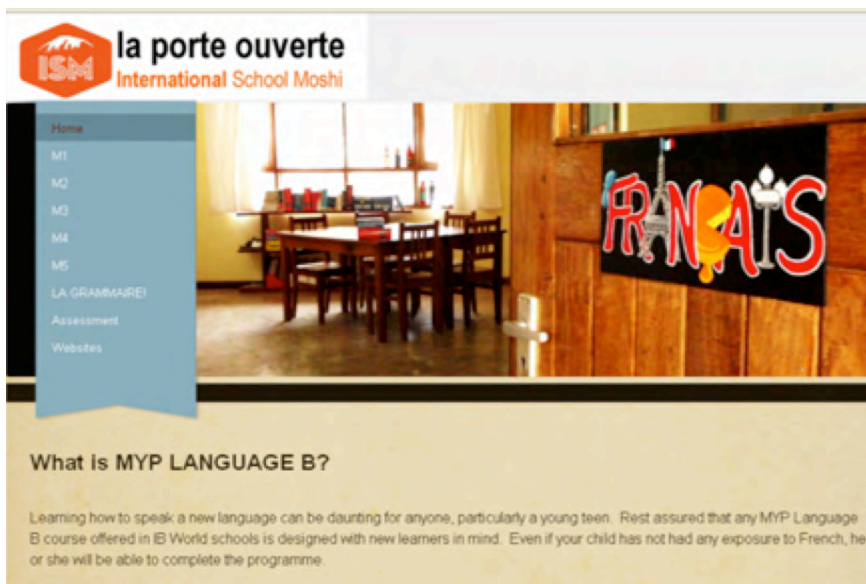 ISM
la porte ouverte
International School Moshi
Home
M1
M2
M3
M4
M5
LA GRAMMAIRE!
Assessment
Websites
FRANÇAIS
What is MYP LANGUAGE B?
Learning how to speak a new language can be daunting for anyone, particularly a young teen. Rest assured that any MYP Language
B course offered in IB World schools is designed with new learners in mind. Even if your child has not had any exposure to French, he
or she will be able to complete the programme.